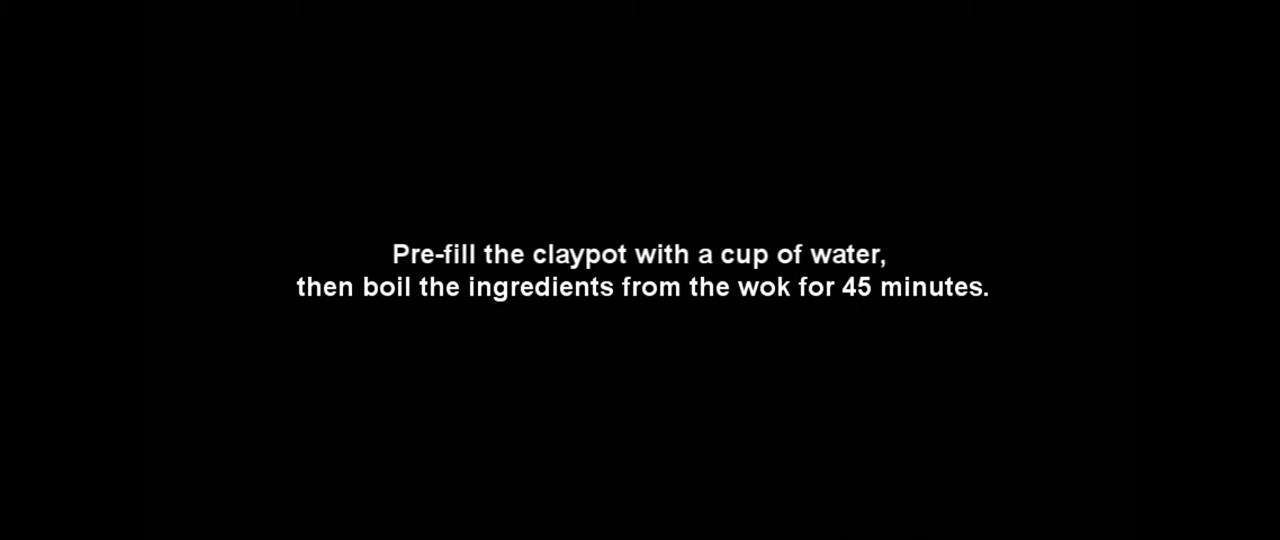 Pre-fill the claypot with a cup of water,
then boil the ingredients from the wok for 45 minutes.